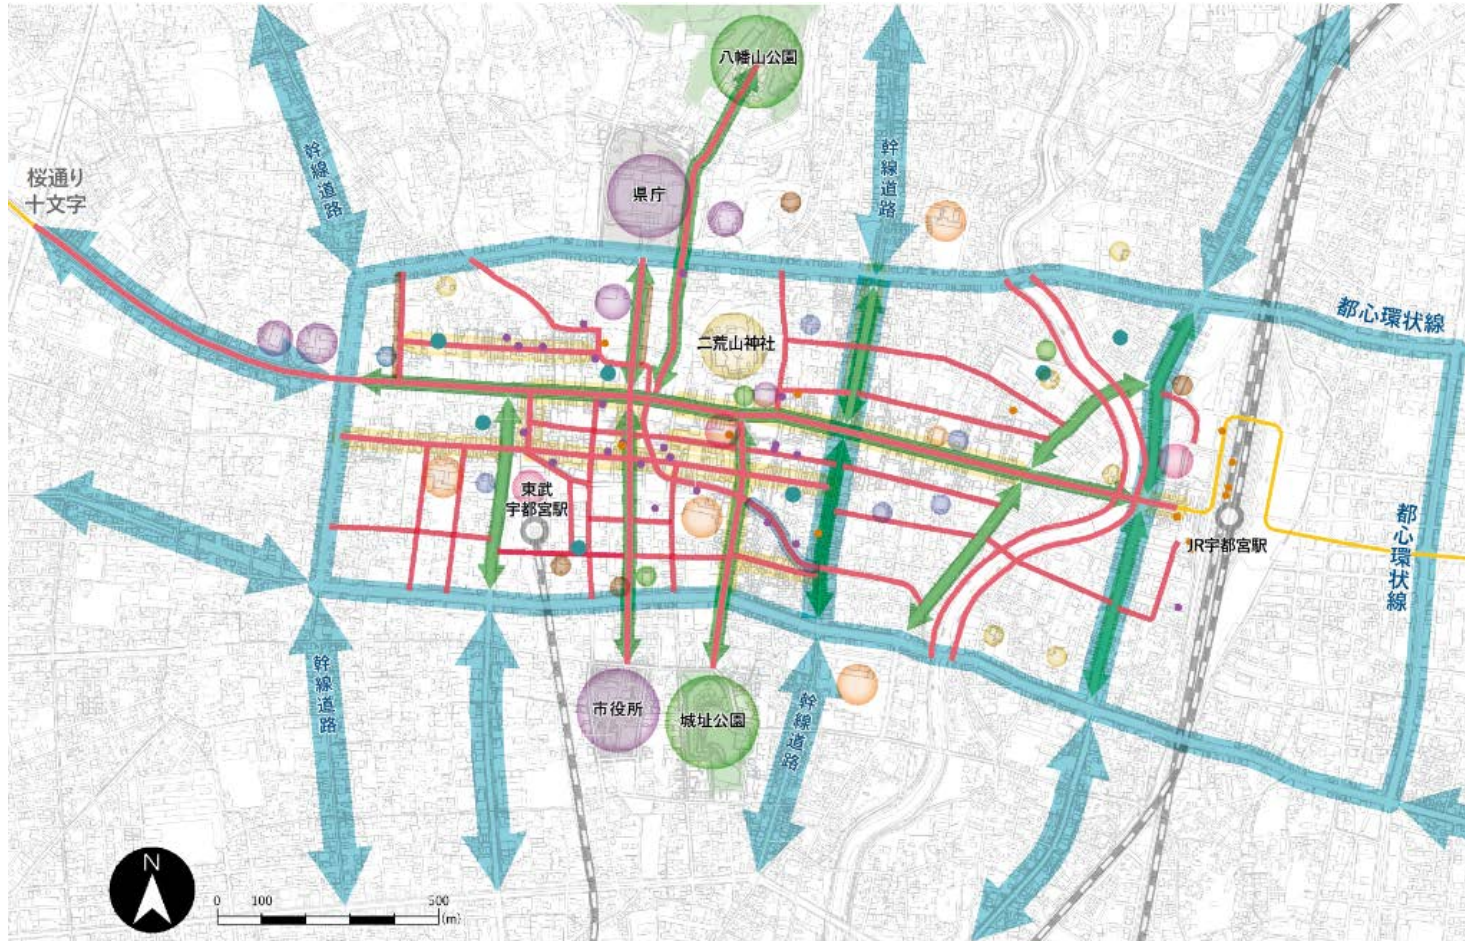 八幡山公園
幹線道路
幹線道路
桜通り
十文字
県庁
都心環状線
二荒山神社
東武
宇都宮駅
JR宇都宮駅
都心環状線
幹線道路
市役所
城址公園
幹線道路
N
0 100 500
(m)